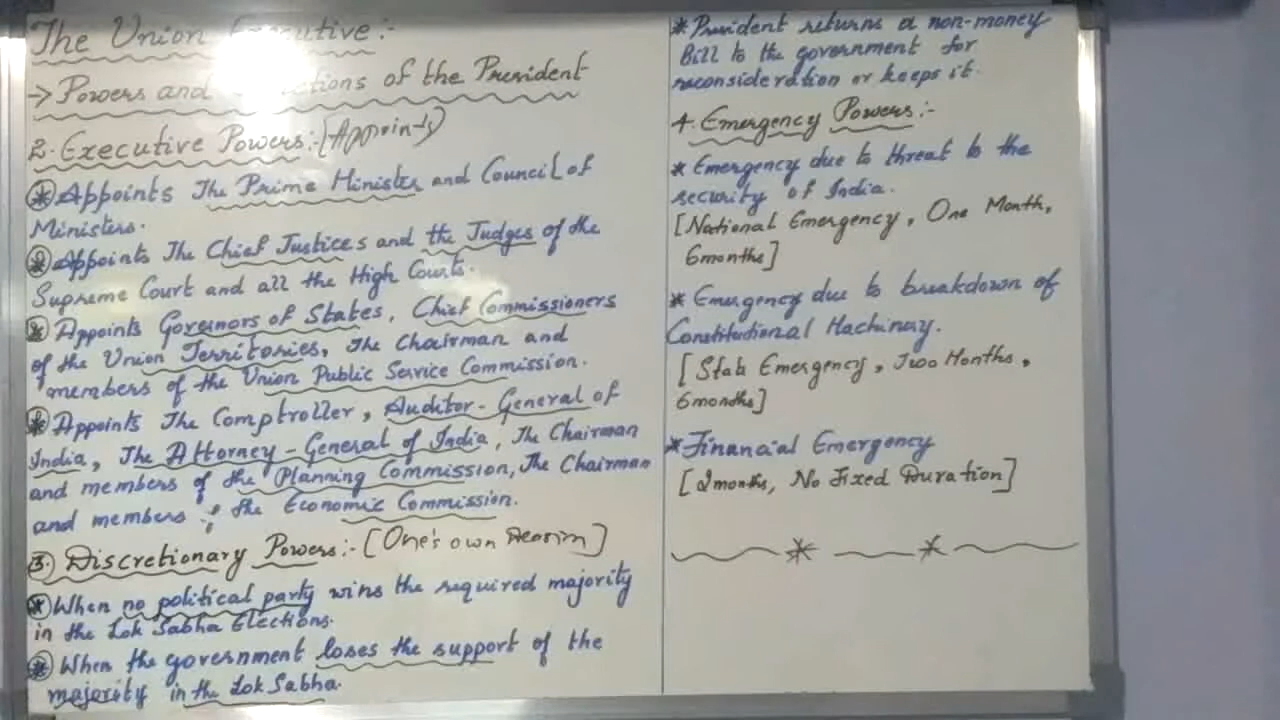 The Union Executive:-
→ Powers and Functions of the President
2. Executive Powers:-[Appoints]
* Appoints The Prime Minister and Council of
Ministers.
* Appoints The Chief Justices and the Judges of the
Supreme Court and all the High Courts.
* Appoints Governors of States, Chief Commissioners
of the Union Territories, The Chairman and
members of the Union Public Service Commission.
* Appoints The Comptroller, Auditor-General of
India, The Attorney-General of India, The Chairman
and members of the Planning Commission, The Chairman
and members of the Economic Commission.
3. Discretionary Powers:-[One's own]
* When no political party wins the required majority
in the Lok Sabha Elections.
* When the government loses the support of the
majority in the Lok Sabha.
* President returns a non-money
Bill to the government for
reconsideration or keeps it.
4. Emergency Powers:-
* Emergency due to threat to the
security of India.
[National Emergency, One Month,
6months]
* Emergency due to breakdown of
Constitutional Machinery.
[State Emergency, Two Months,
6months]
* Financial Emergency
[2months, No Fixed Duration]